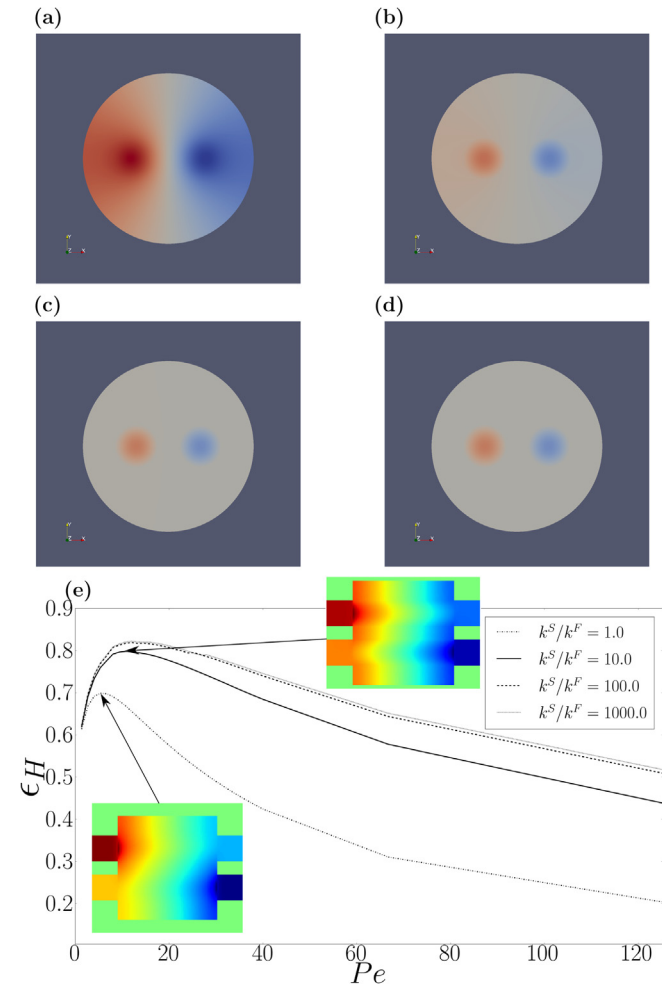 (a)
(b)
(c)
(d)
(e)
0.9
0.8
0.7
0.6
0.5
0.4
0.3
0.2
ϵH
k^S/k^F = 1.0
k^S/k^F = 10.0
k^S/k^F = 100.0
k^S/k^F = 1000.0
0 20 40 60 80 100 120
Pe